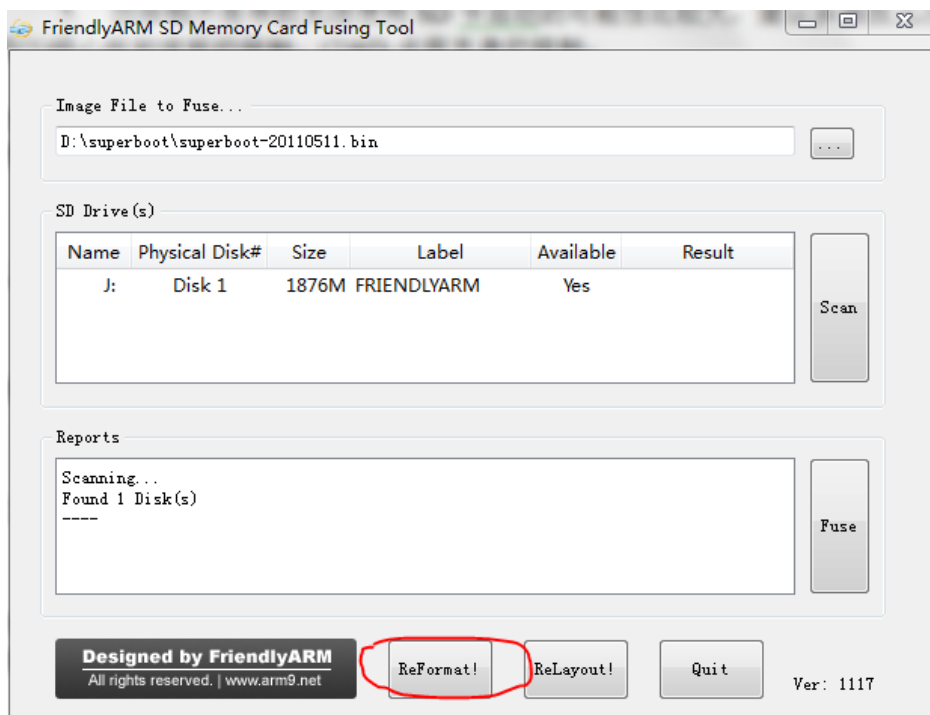 FriendlyARM SD Memory Card Fusing Tool
Image File to Fuse...
D:\superboot\superboot-20110511.bin
...
SD Drive(s)
Name Physical Disk# Size Label Available Result
J: Disk 1 1876M FRIENDLYARM Yes
Scan
Reports
Scanning...
Found 1 Disk(s)
----
Fuse
Designed by FriendlyARM
All rights reserved. | www.arm9.net
ReFormat!
ReLayout!
Quit
Ver: 1117